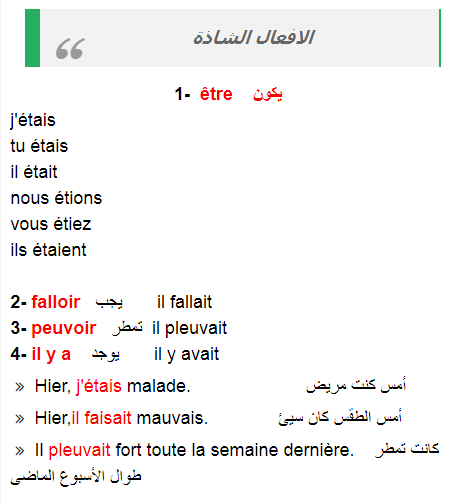 الافعال الشاذة
1- être يكون
j'étais
tu étais
il était
nous étions
vous étiez
ils étaient
2- falloir يجب il fallait
3- peuvoir تمطر il pleuvait
4- il y a يوجد il y avait
» Hier, j'étais malade. أمس كنت مريض
» Hier,il faisait mauvais. أمس الطقس كان سيئ
» Il pleuvait fort toute la semaine dernière. كانت تمطر
طوال الأسبوع الماضى